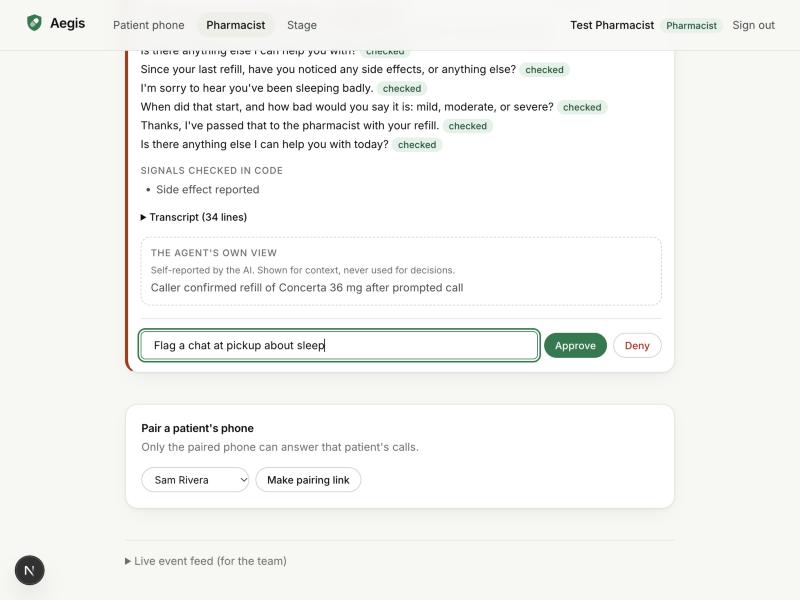 Aegis
Patient phone
Pharmacist
Stage
Test Pharmacist
Pharmacist
Sign out
Is there anything else I can help you with? checked
Since your last refill, have you noticed any side effects, or anything else? checked
I'm sorry to hear you've been sleeping badly. checked
When did that start, and how bad would you say it is: mild, moderate, or severe? checked
Thanks, I've passed that to the pharmacist with your refill. checked
Is there anything else I can help you with today? checked
SIGNALS CHECKED IN CODE
• Side effect reported
Transcript (34 lines)
THE AGENT'S OWN VIEW
Self-reported by the AI. Shown for context, never used for decisions.
Caller confirmed refill of Concerta 36 mg after prompted call
Flag a chat at pickup about sleep
Approve
Deny
Pair a patient's phone
Only the paired phone can answer that patient's calls.
Sam Rivera
Make pairing link
Live event feed (for the team)
N